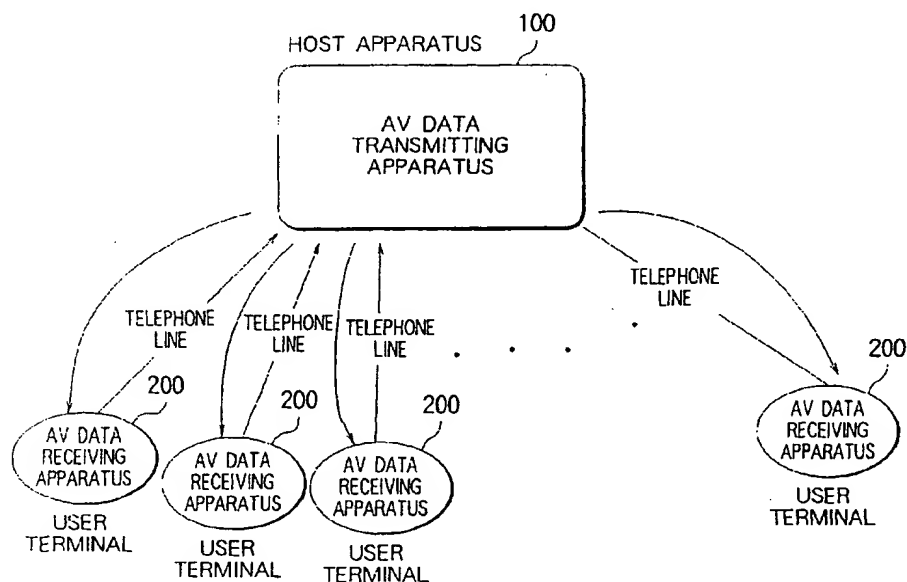 HOST APPARATUS
100
AV DATA
TRANSMITTING
APPARATUS
TELEPHONE
LINE
TELEPHONE
LINE
TELEPHONE
LINE
TELEPHONE
LINE
200
AV DATA
RECEIVING
APPARATUS
USER
TERMINAL
200
AV DATA
RECEIVING
APPARATUS
USER
TERMINAL
200
AV DATA
RECEIVING
APPARATUS
USER
TERMINAL
200
AV DATA
RECEIVING
APPARATUS
USER
TERMINAL